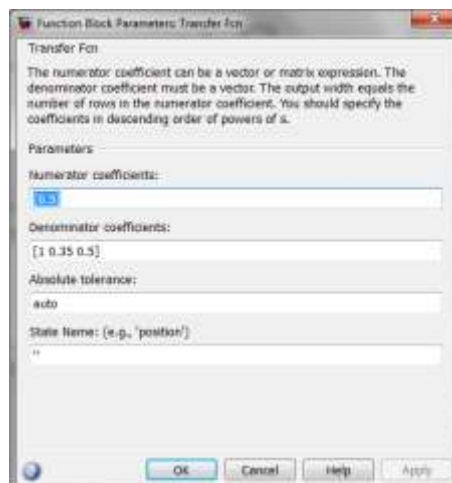 Function Block Parameters: Transfer Fcn
Transfer Fcn
The numerator coefficient can be a vector or matrix expression. The
denominator coefficient must be a vector. The output width equals the
number of rows in the numerator coefficient. You should specify the
coefficients in descending order of powers of s.
Parameters
Numerator coefficients:
[0.5]
Denominator coefficients:
[1 0.35 0.5]
Absolute tolerance:
auto
State Name: (e.g., 'position')
''
OK Cancel Help Apply